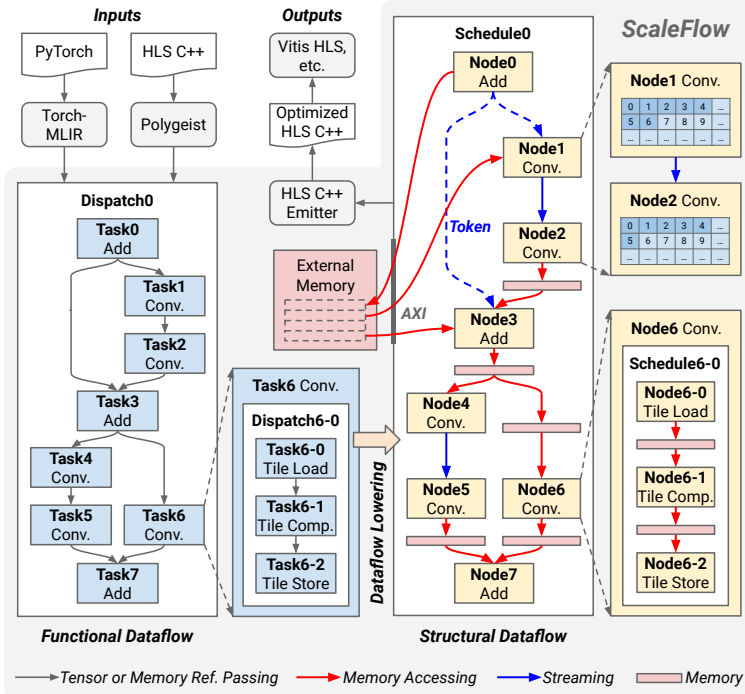 Inputs
Outputs
ScaleFlow
PyTorch
HLS C++
Torch-
MLIR
Polygeist
Vitis HLS,
etc.
Optimized
HLS C++
HLS C++
Emitter
Dispatch0
Task0
Add
Task1
Conv.
Task2
Conv.
Task3
Add
Task4
Conv.
Task5
Conv.
Task6
Conv.
Task7
Add
Functional Dataflow
External
Memory
AXI
Task6 Conv.
Dispatch6-0
Task6-0
Tile Load
Task6-1
Tile Comp.
Task6-2
Tile Store
Dataflow Lowering
Schedule0
Node0
Add
Node1
Conv.
Token
Node2
Conv.
Node3
Add
Node4
Conv.
Node5
Conv.
Node6
Conv.
Node7
Add
Structural Dataflow
Node1 Conv.
0 1 2 3 4 ...
5 6 7 8 9 ...
... ... ... ... ... ...
Node2 Conv.
0 1 2 3 4 ...
5 6 7 8 9 ...
... ... ... ... ... ...
Node6 Conv.
Schedule6-0
Node6-0
Tile Load
Node6-1
Tile Comp.
Node6-2
Tile Store
Tensor or Memory Ref. Passing
Memory Accessing
Streaming
Memory